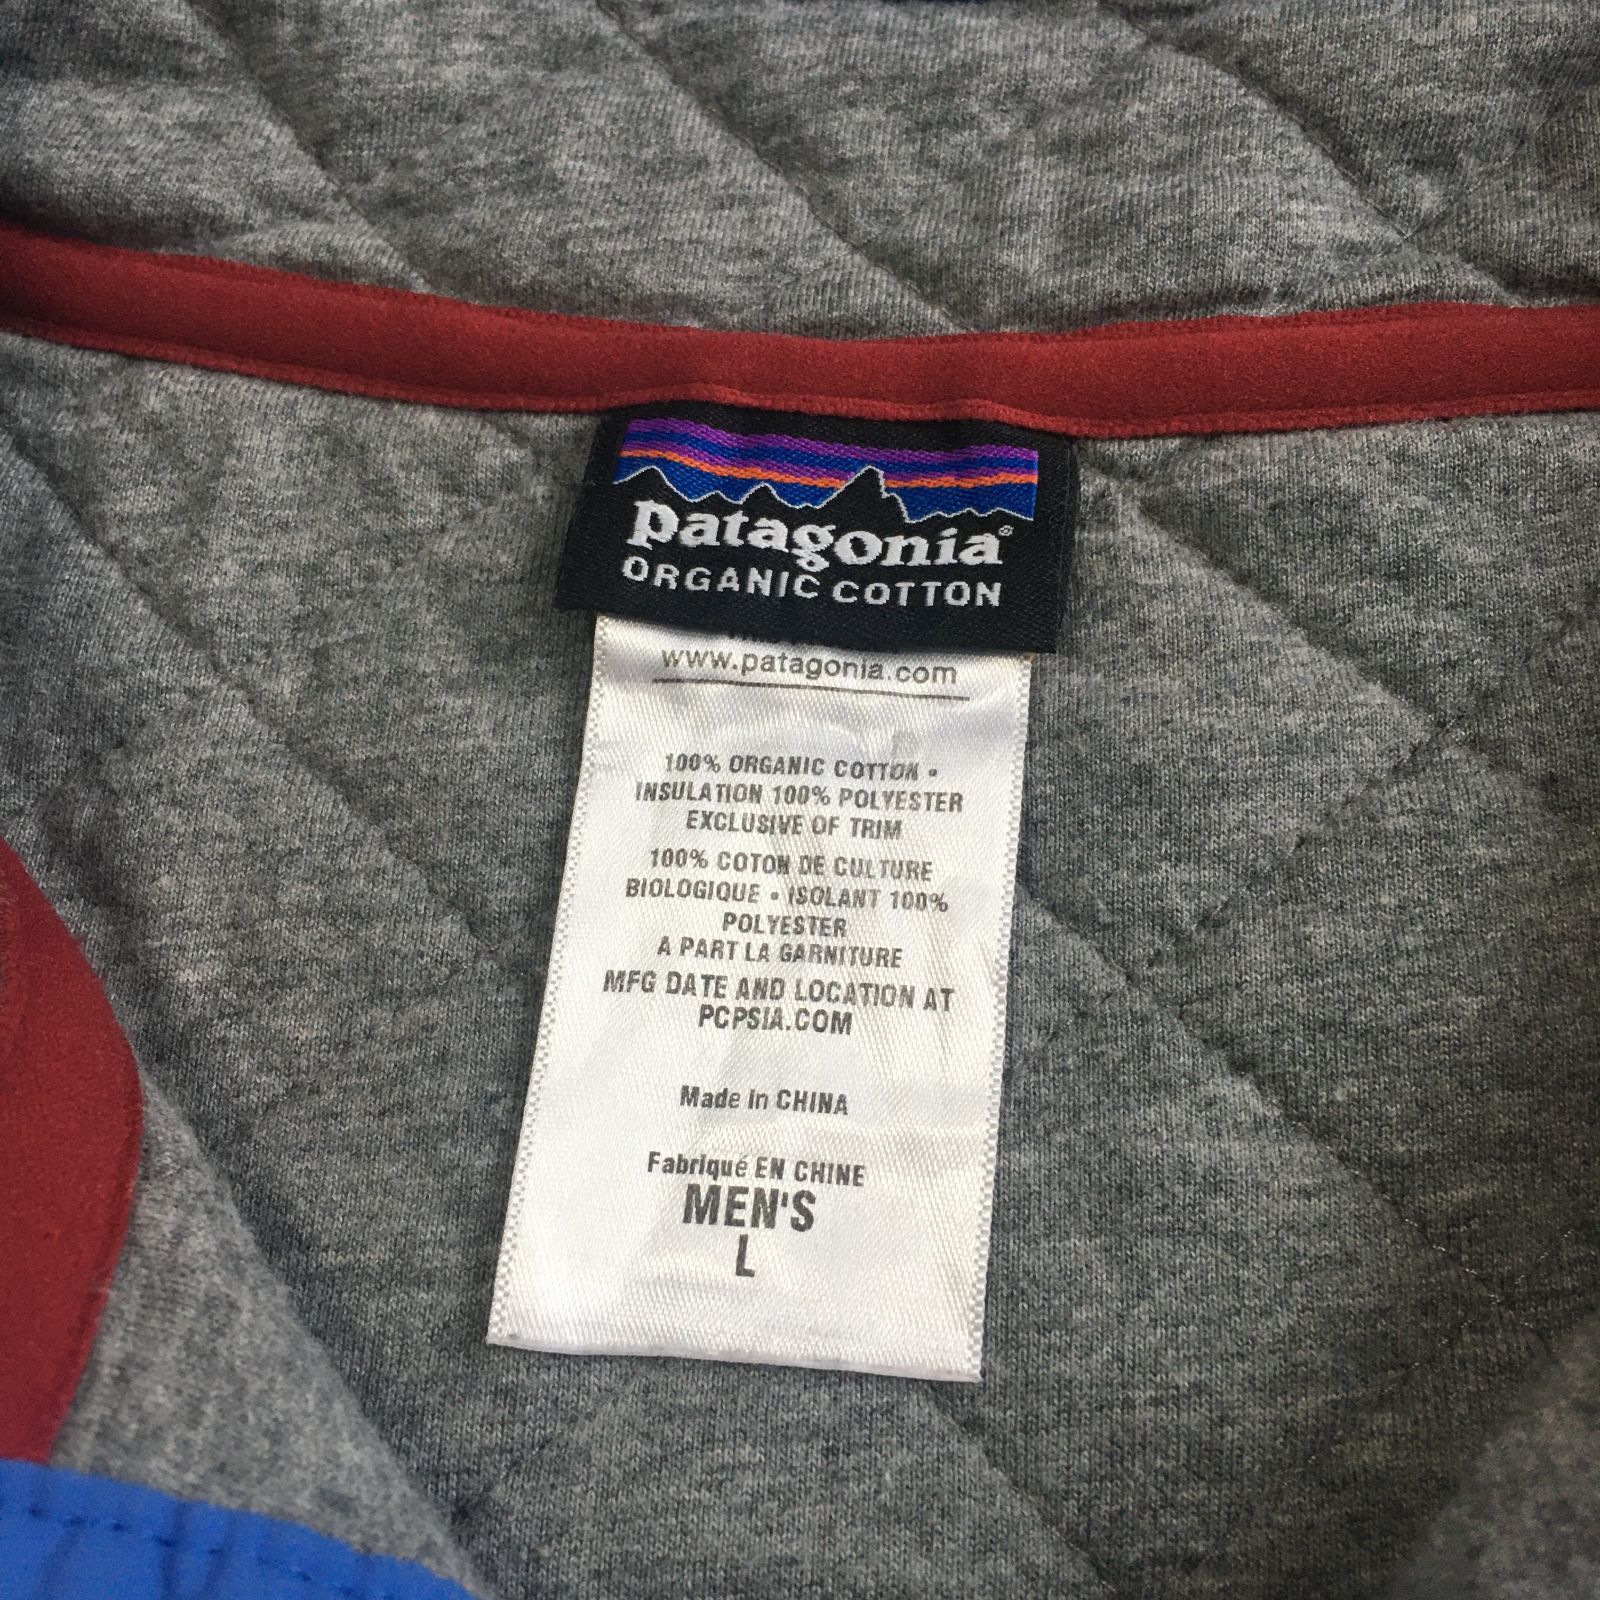 patagonia®
ORGANIC COTTON
www.patagonia.com
100% ORGANIC COTTON •
INSULATION 100% POLYESTER
EXCLUSIVE OF TRIM
100% COTON DE CULTURE
BIOLOGIQUE • ISOLANT 100%
POLYESTER
A PART LA GARNITURE
MFG DATE AND LOCATION AT
PCPSIA.COM
Made in CHINA
Fabriqué EN CHINE
MEN'S
L